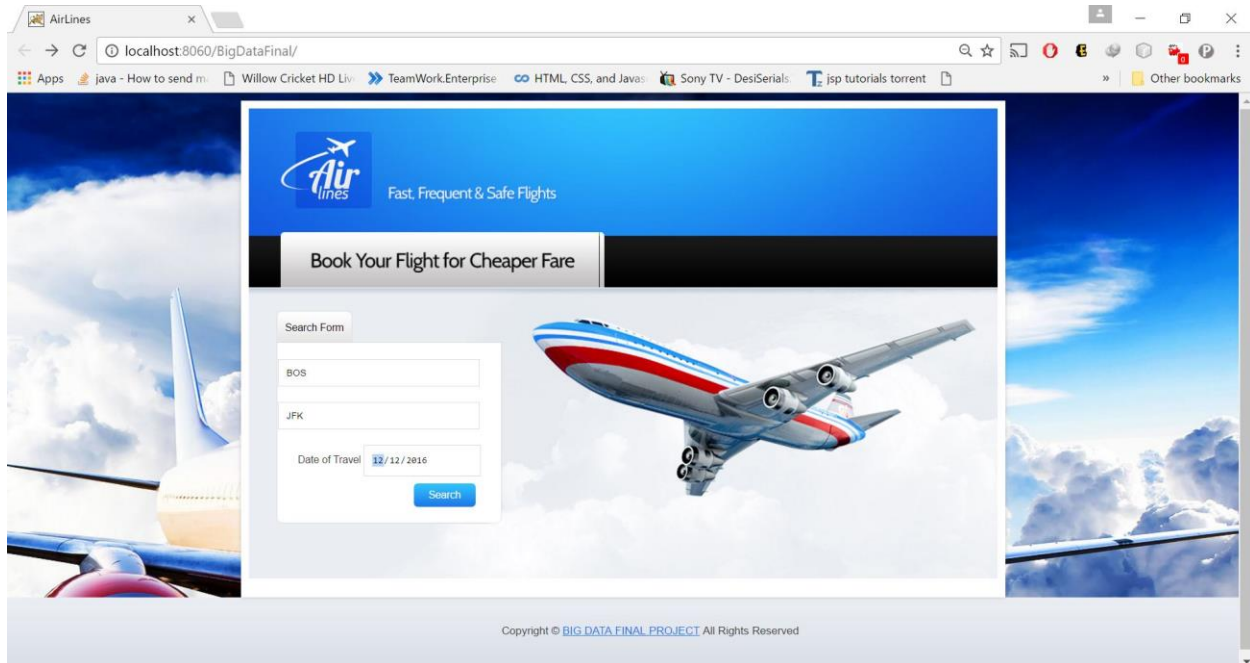 AirLines
localhost:8060/BigDataFinal/
Apps
java - How to send m
Willow Cricket HD Liv
TeamWork.Enterprise
HTML, CSS, and Javas
Sony TV - DesiSerials.
jsp tutorials torrent
»
Other bookmarks
Air
lines
Fast, Frequent & Safe Flights
Book Your Flight for Cheaper Fare
Search Form
BOS
JFK
Date of Travel 12/12/2016
Search
Copyright © BIG DATA FINAL PROJECT All Rights Reserved